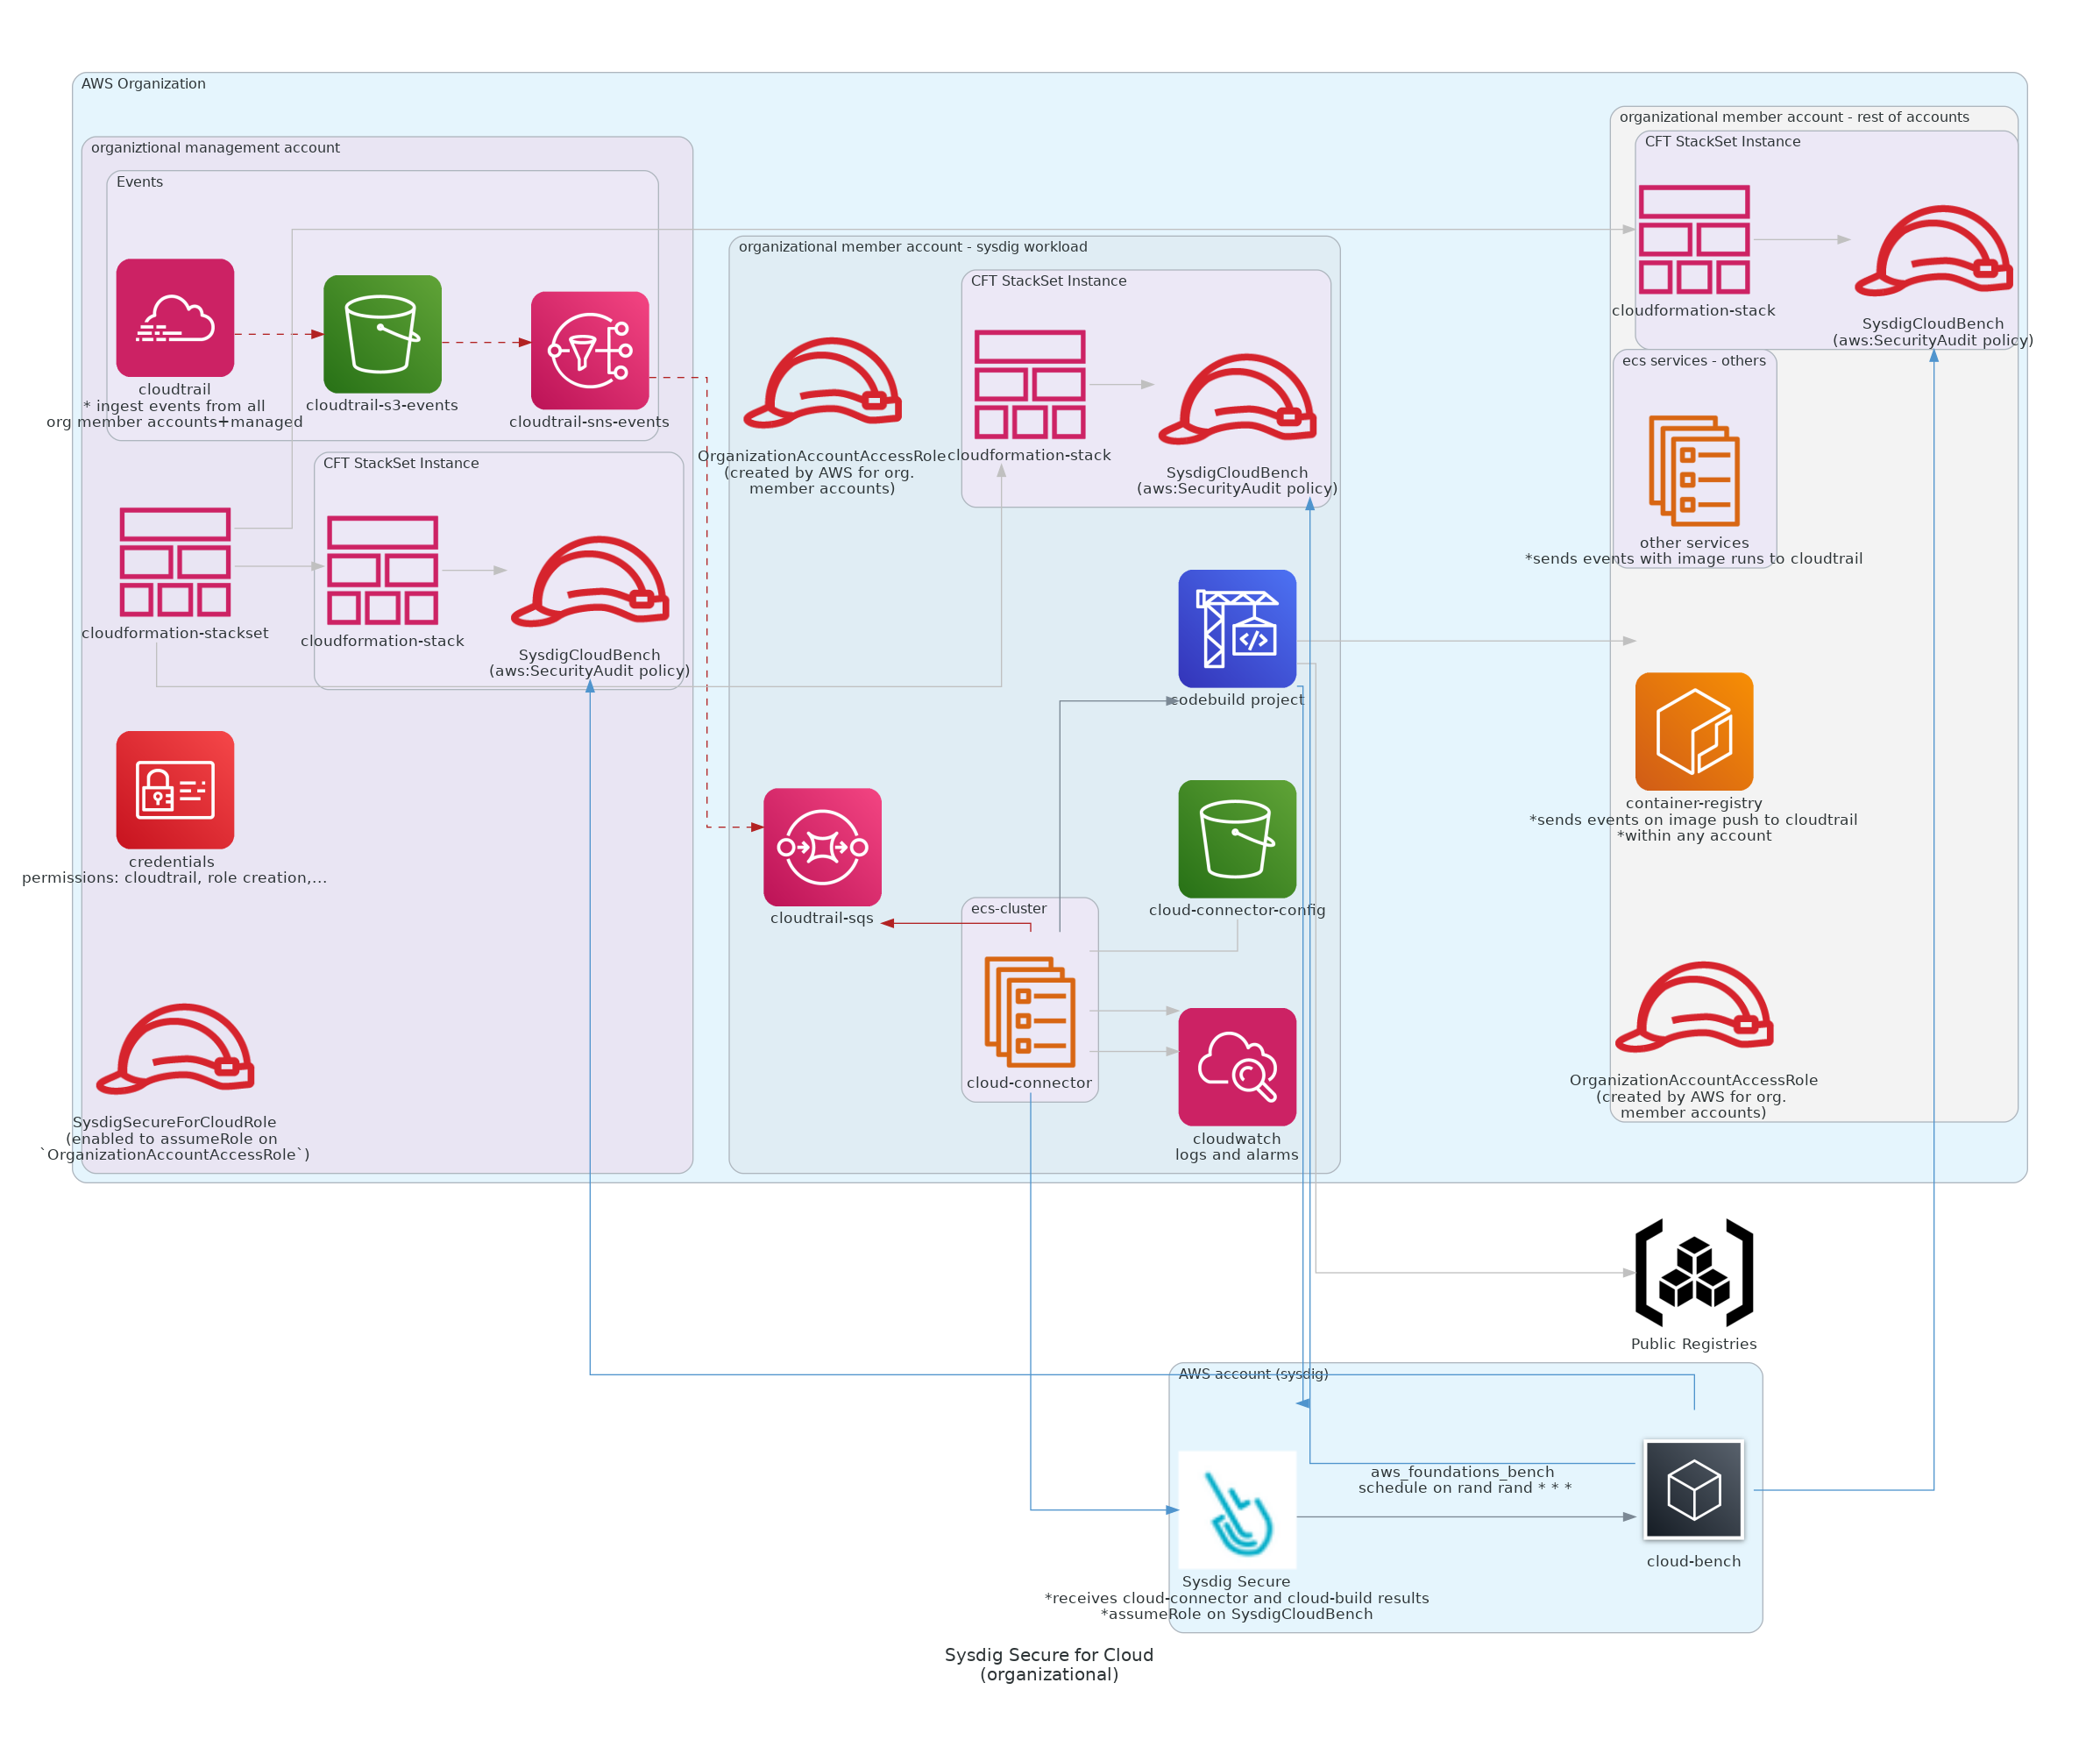 AWS Organization
organiztional management account
Events
cloudtrail
* ingest events from all
org member accounts+managed
cloudtrail-s3-events
cloudtrail-sns-events
CFT StackSet Instance
cloudformation-stackset
cloudformation-stack
SysdigCloudBench
(aws:SecurityAudit policy)
credentials
permissions: cloudtrail, role creation,...
SysdigSecureForCloudRole
(enabled to assumeRole on
`OrganizationAccountAccessRole`)
organizational member account - sysdig workload
OrganizationAccountAccessRole
(created by AWS for org.
member accounts)
CFT StackSet Instance
cloudformation-stack
SysdigCloudBench
(aws:SecurityAudit policy)
codebuild project
cloudtrail-sqs
cloud-connector-config
ecs-cluster
cloud-connector
cloudwatch
logs and alarms
organizational member account - rest of accounts
CFT StackSet Instance
cloudformation-stack
SysdigCloudBench
(aws:SecurityAudit policy)
ecs services - others
other services
*sends events with image runs to cloudtrail
container-registry
*sends events on image push to cloudtrail
*within any account
OrganizationAccountAccessRole
(created by AWS for org.
member accounts)
Public Registries
AWS account (sysdig)
aws_foundations_bench
schedule on rand rand * * *
Sysdig Secure
*receives cloud-connector and cloud-build results
*assumeRole on SysdigCloudBench
cloud-bench
Sysdig Secure for Cloud
(organizational)